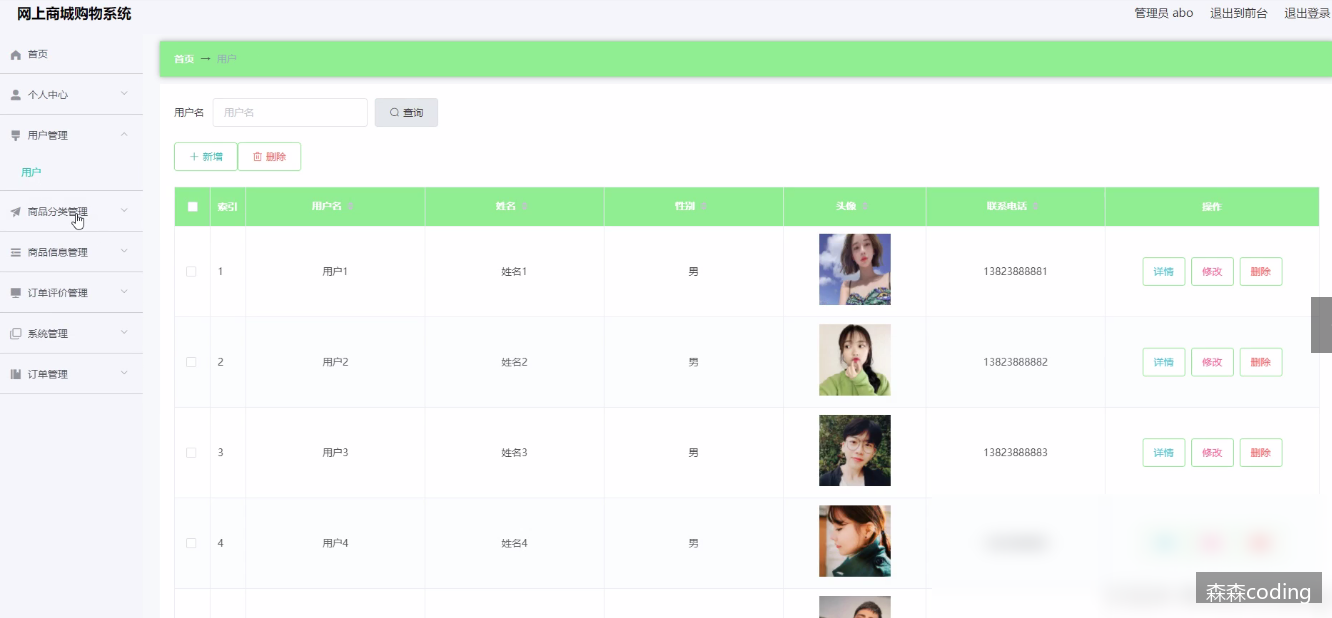 网上商城购物系统
管理员 abo 退出到前台 退出登录
首页
个人中心
用户管理
用户
商品分类管理
商品信息管理
订单评价管理
系统管理
订单管理
首页 → 用户
用户名 用户名 查询
新增 删除
索引 用户名 姓名 性别 头像 联系电话 操作
1 用户1 姓名1 男 13823888881 详情 修改 删除
2 用户2 姓名2 男 13823888882 详情 修改 删除
3 用户3 姓名3 男 13823888883 详情 修改 删除
4 用户4 姓名4 男
森森coding